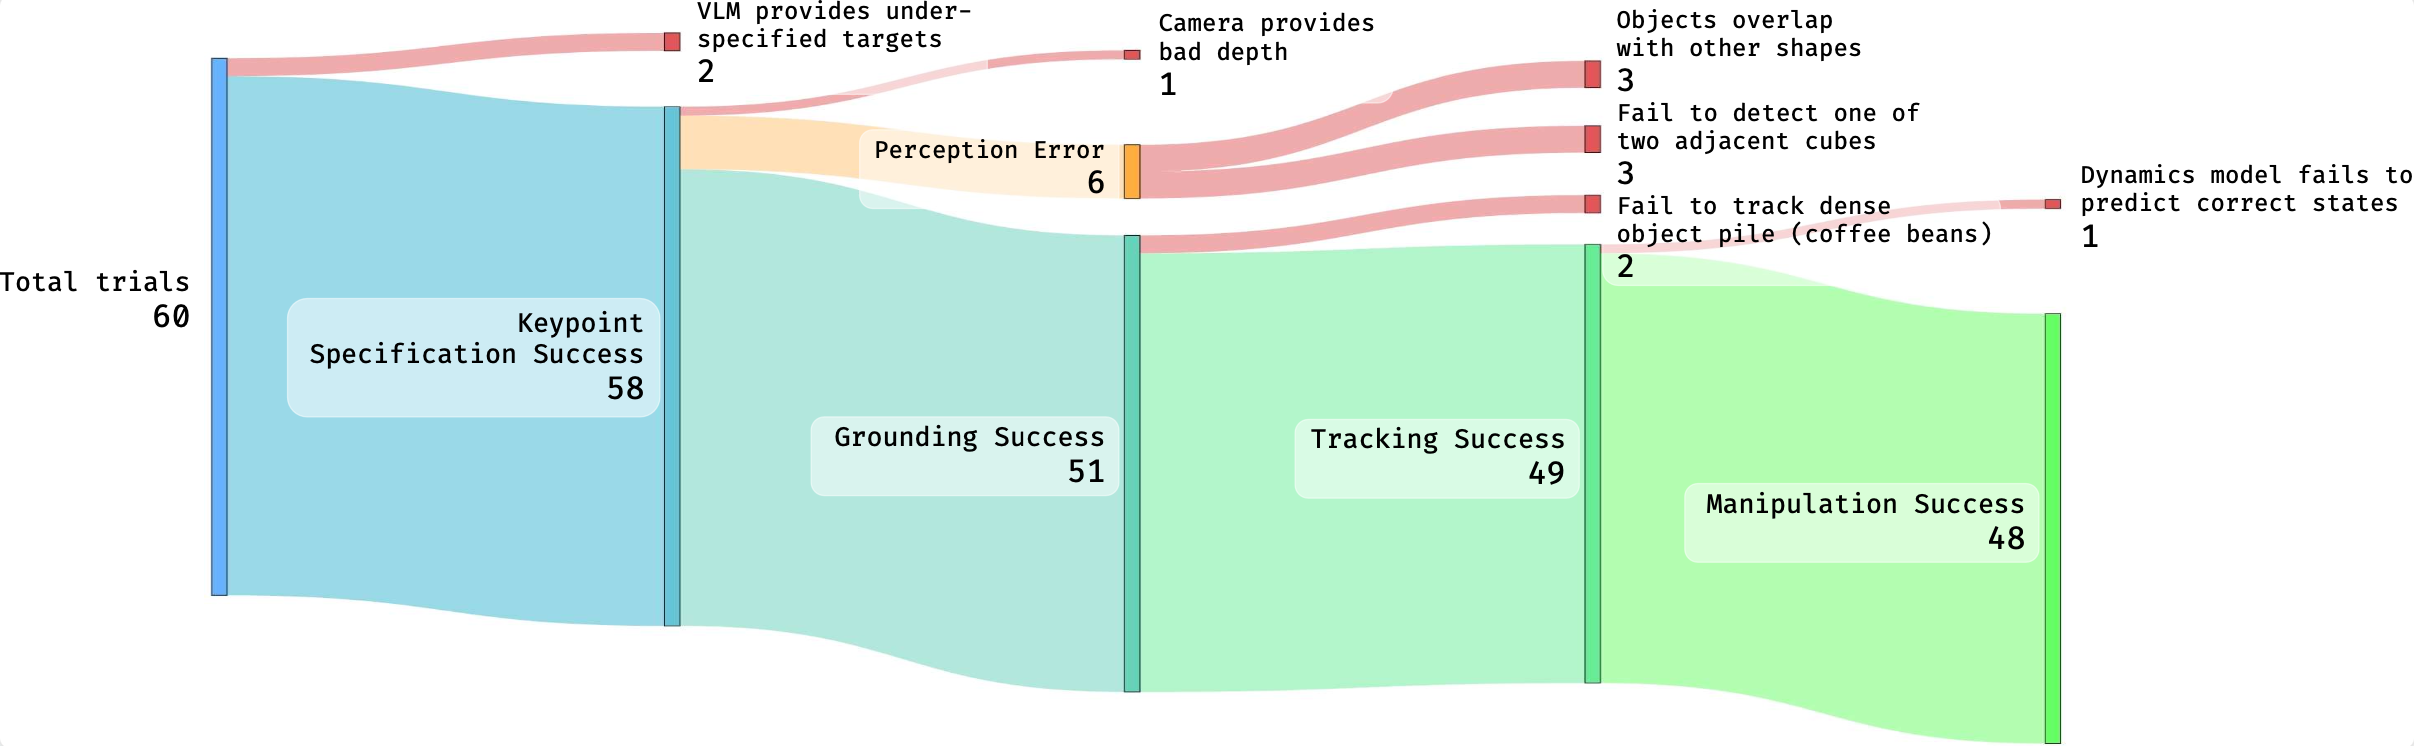 VLM provides under-
specified targets
2
Camera provides
bad depth
1
Objects overlap
with other shapes
3
Fail to detect one of
two adjacent cubes
3
Perception Error
6
Dynamics model fails to
predict correct states
1
Fail to track dense
object pile (coffee beans)
2
Total trials
60
Keypoint
Specification Success
58
Grounding Success
51
Tracking Success
49
Manipulation Success
48